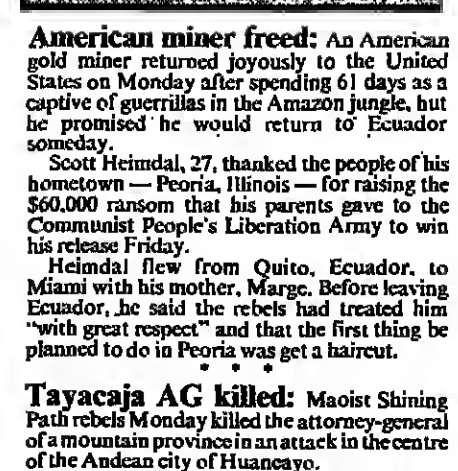 American miner freed: An American
gold miner returned joyously to the United
States on Monday after spending 61 days as a
captive of guerrillas in the Amazon jungle, but
he promised he would return to Ecuador
someday.
Scott Heimdal, 27, thanked the people of his
hometown — Peoria, Illinois — for raising the
$60,000 ransom that his parents gave to the
Communist People's Liberation Army to win
his release Friday.
Heimdal flew from Quito, Ecuador, to
Miami with his mother, Marge. Before leaving
Ecuador, he said the rebels had treated him
"with great respect" and that the first thing he
planned to do in Peoria was get a haircut.
* * *
Tayacaja AG killed: Maoist Shining
Path rebels Monday killed the attorney-general
of a mountain province in an attack in the centre
of the Andean city of Huancayo.